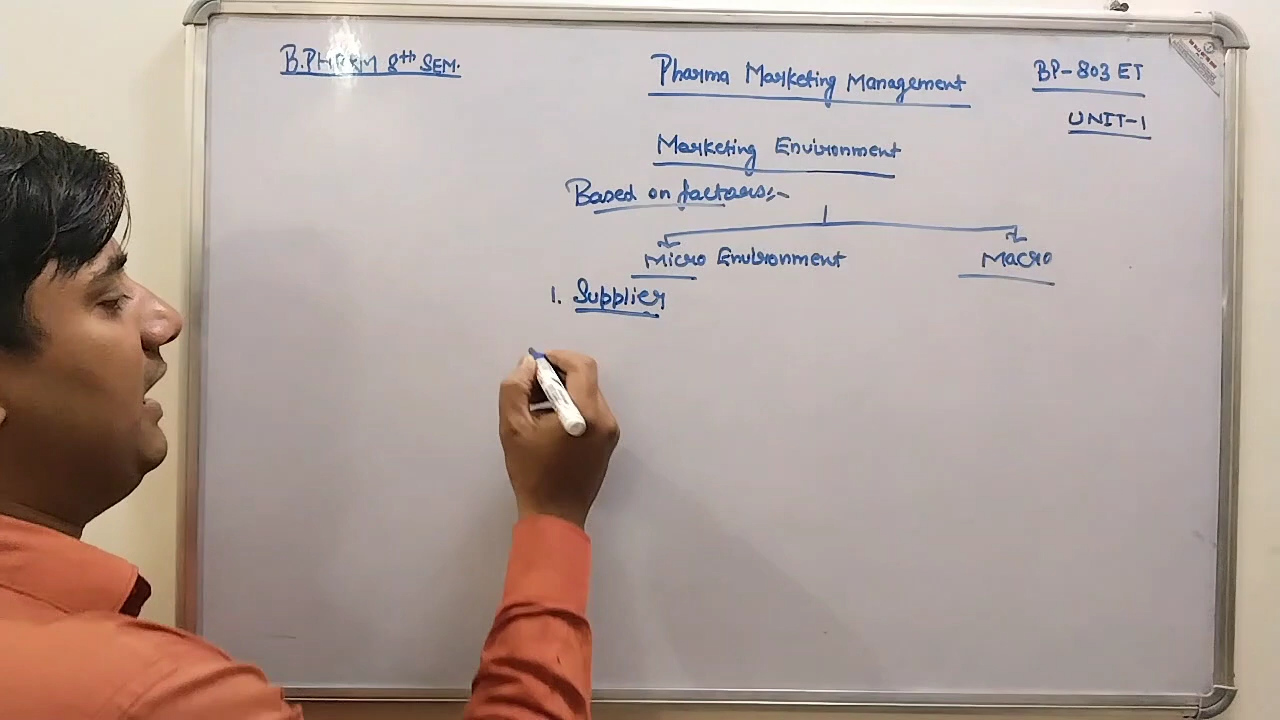 B.PHARM 8th SEM.
Pharma Marketing Management
BP-803 ET
UNIT-1
Marketing Environment
Based on factors:-
Micro Environment Macro
1. Supplier